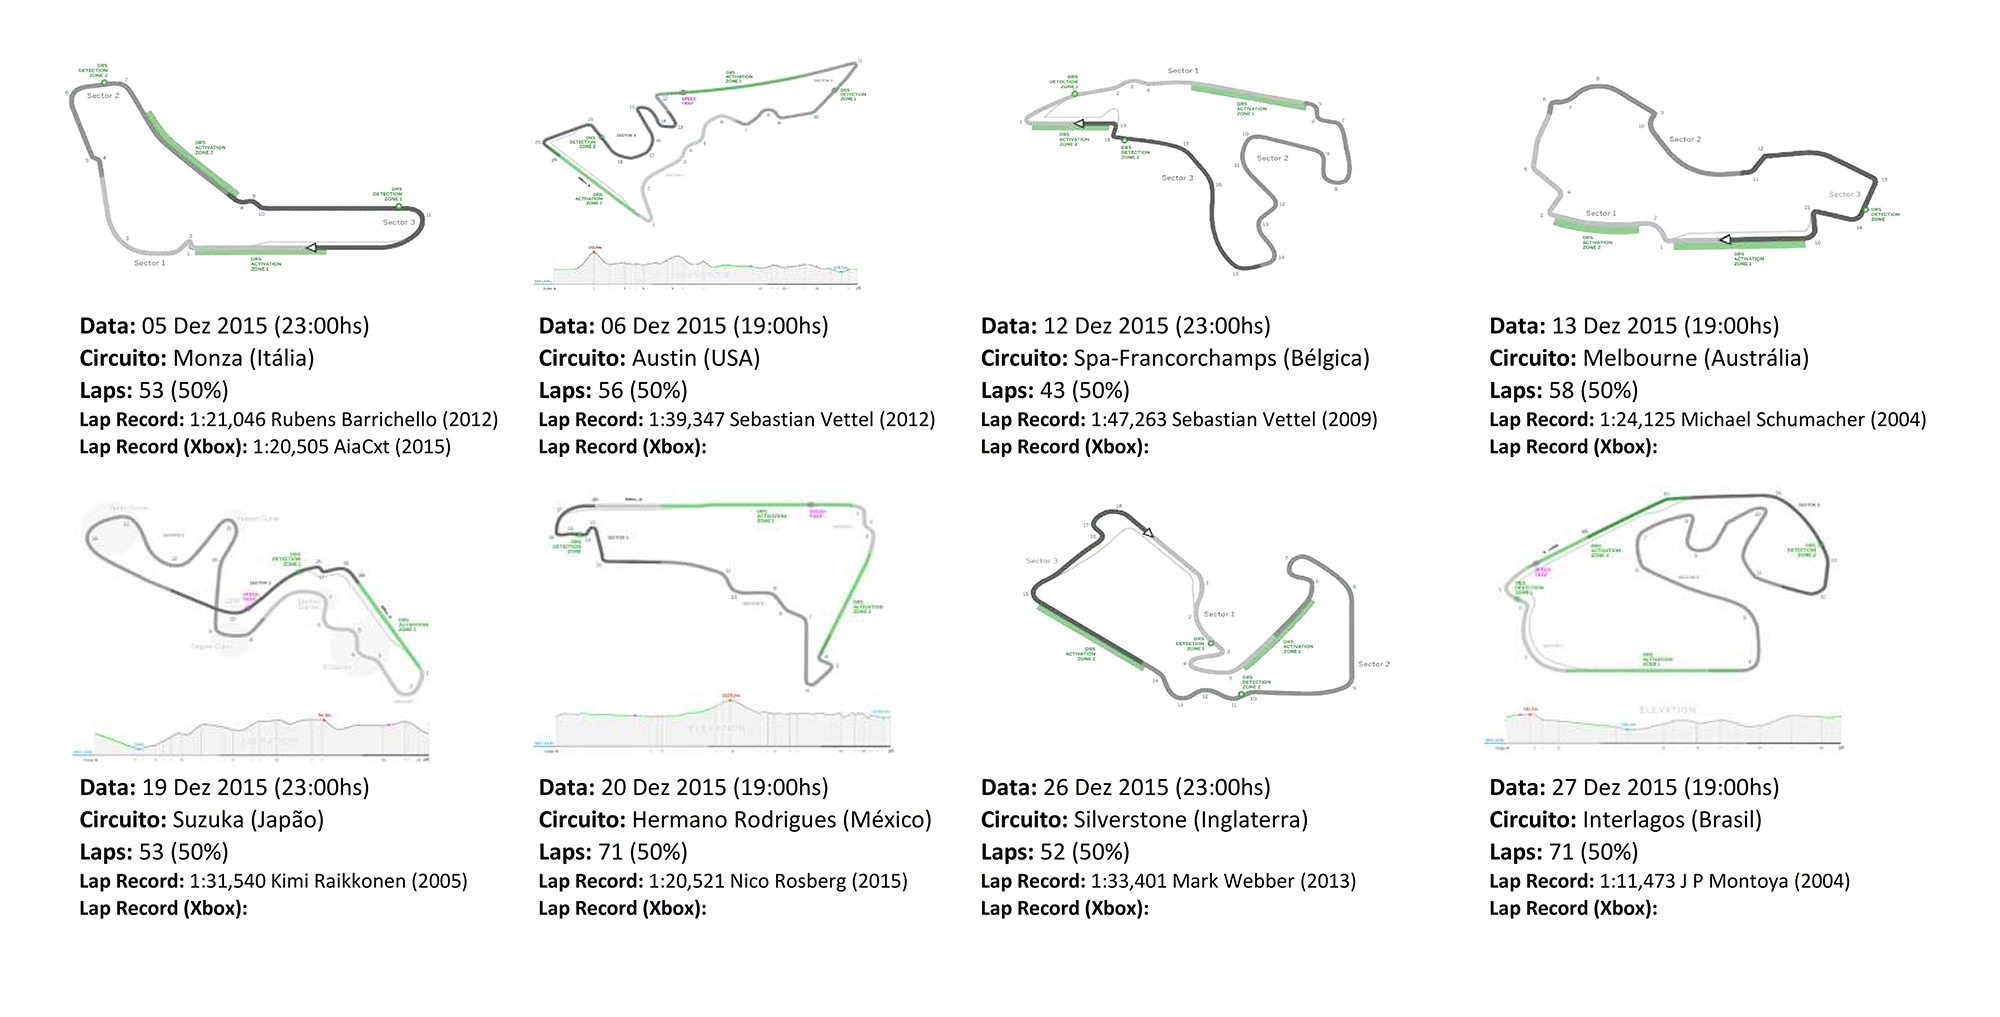 DRS DETECTION ZONE 2
Sector 2
DRS ACTIVATION ZONE 2
DRS DETECTION ZONE 1
Sector 3
Sector 1
DRS ACTIVATION ZONE 1
Data: 05 Dez 2015 (23:00hs)
Circuito: Monza (Itália)
Laps: 53 (50%)
Lap Record: 1:21,046 Rubens Barrichello (2012)
Lap Record (Xbox): 1:20,505 AiaCxt (2015)
DRS ACTIVATION ZONE 1
SPEED TRAP
DRS DETECTION ZONE 1
DRS DETECTION ZONE 2
DRS ACTIVATION ZONE 2
Data: 06 Dez 2015 (19:00hs)
Circuito: Austin (USA)
Laps: 56 (50%)
Lap Record: 1:39,347 Sebastian Vettel (2012)
Lap Record (Xbox):
Sector 1
DRS DETECTION ZONE 1
DRS ACTIVATION ZONE 1
DRS ACTIVATION ZONE 2
DRS DETECTION ZONE 2
Sector 2
Sector 3
Data: 12 Dez 2015 (23:00hs)
Circuito: Spa-Francorchamps (Bélgica)
Laps: 43 (50%)
Lap Record: 1:47,263 Sebastian Vettel (2009)
Lap Record (Xbox):
Sector 2
Sector 3
Sector 1
DRS DETECTION ZONE
DRS ACTIVATION ZONE 2
DRS ACTIVATION ZONE 1
Data: 13 Dez 2015 (19:00hs)
Circuito: Melbourne (Austrália)
Laps: 58 (50%)
Lap Record: 1:24,125 Michael Schumacher (2004)
Lap Record (Xbox):
DRS DETECTION ZONE 1
SPEED TRAP
DRS ACTIVATION ZONE 1
Data: 19 Dez 2015 (23:00hs)
Circuito: Suzuka (Japão)
Laps: 53 (50%)
Lap Record: 1:31,540 Kimi Raikkonen (2005)
Lap Record (Xbox):
DRS ACTIVATION ZONE 1
SPEED TRAP
DRS DETECTION ZONE
DRS ACTIVATION ZONE 2
ELEVATION
Data: 20 Dez 2015 (19:00hs)
Circuito: Hermano Rodrigues (México)
Laps: 71 (50%)
Lap Record: 1:20,521 Nico Rosberg (2015)
Lap Record (Xbox):
Sector 3
Sector 1
DRS DETECTION ZONE 1
DRS ACTIVATION ZONE 1
DRS ACTIVATION ZONE 2
DRS DETECTION ZONE 2
Sector 2
Data: 26 Dez 2015 (23:00hs)
Circuito: Silverstone (Inglaterra)
Laps: 52 (50%)
Lap Record: 1:33,401 Mark Webber (2013)
Lap Record (Xbox):
DRS ACTIVATION ZONE 2
DRS DETECTION ZONE 2
SPEED TRAP
DRS DETECTION
DRS ACTIVATION ZONE 1
ELEVATION
Data: 27 Dez 2015 (19:00hs)
Circuito: Interlagos (Brasil)
Laps: 71 (50%)
Lap Record: 1:11,473 J P Montoya (2004)
Lap Record (Xbox):